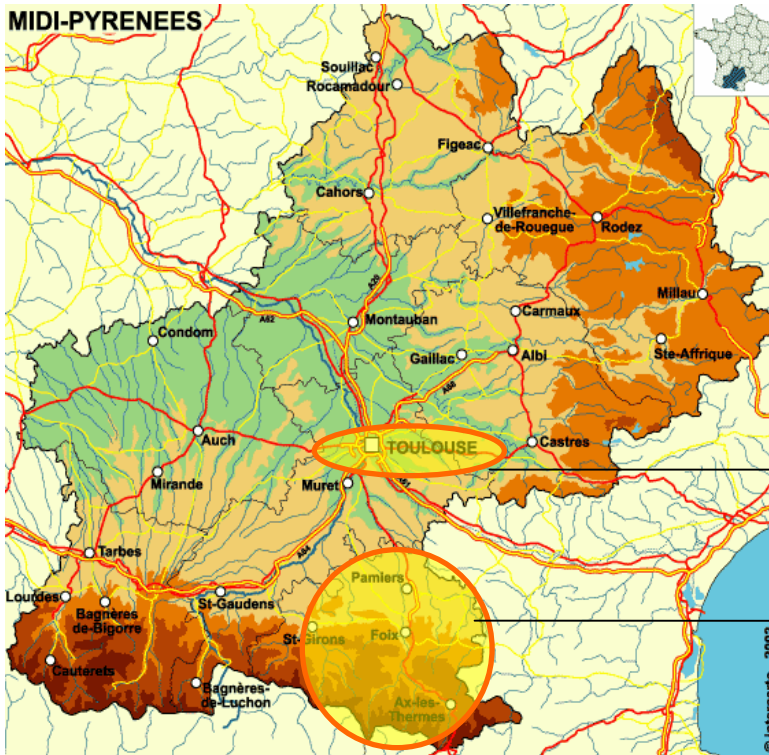 MIDI-PYRENEES
Souillac
Rocamadour
Figeac
Cahors
Villefranche-
de-Rouegue
Rodez
Millau
A20
A62
Montauban
Carmaux
Condom
Gaillac
Albi
Ste-Affrique
A68
Auch
TOULOUSE
Castres
Mirande
Muret
A61
Tarbes
A64
Pamiers
Lourdes
Bagnères
de-Bigorre
St-Gaudens
St-Girons
Foix
Cauterets
Bagnères-
de-Luchon
Ax-les-
Thermes
2002